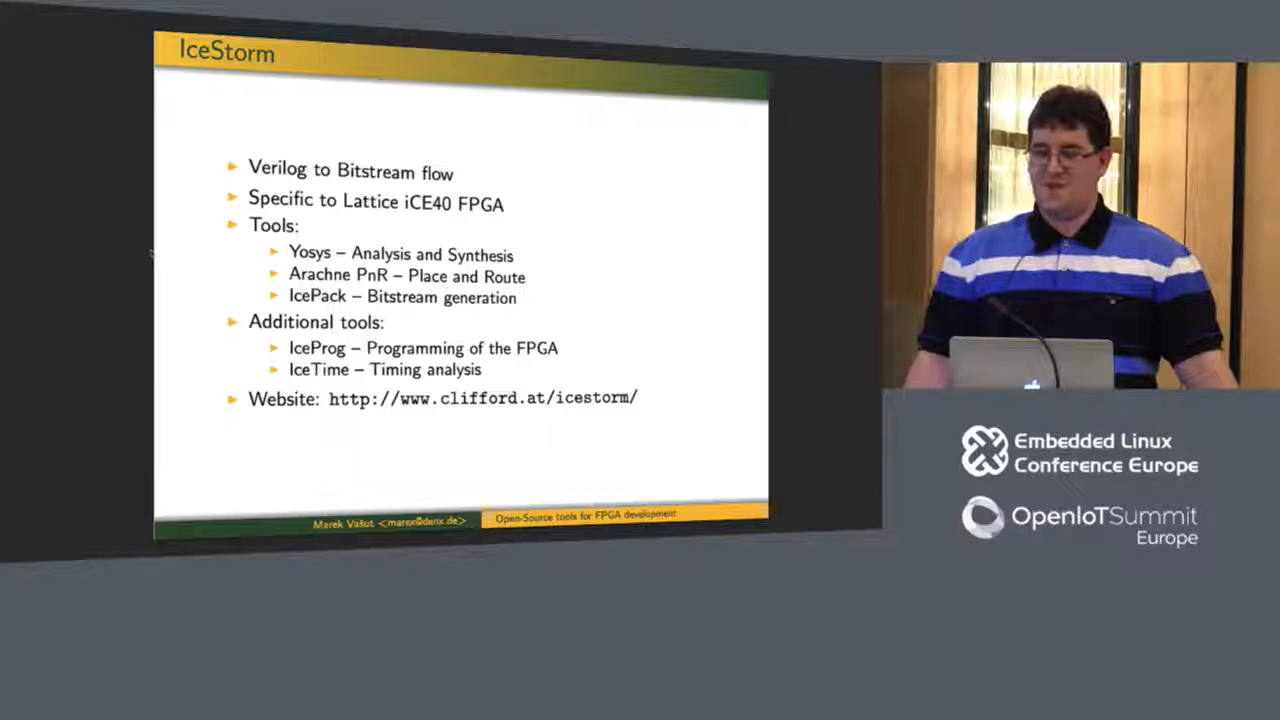 IceStorm
Verilog to Bitstream flow
Specific to Lattice iCE40 FPGA
Tools:
Yosys – Analysis and Synthesis
Arachne PnR – Place and Route
IcePack – Bitstream generation
Additional tools:
IceProg – Programming of the FPGA
IceTime – Timing analysis
Website: http://www.clifford.at/icestorm/
Marek Vašut <marex@denx.de>
Open-Source tools for FPGA development
Embedded Linux
Conference Europe
OpenIoTSummit
Europe